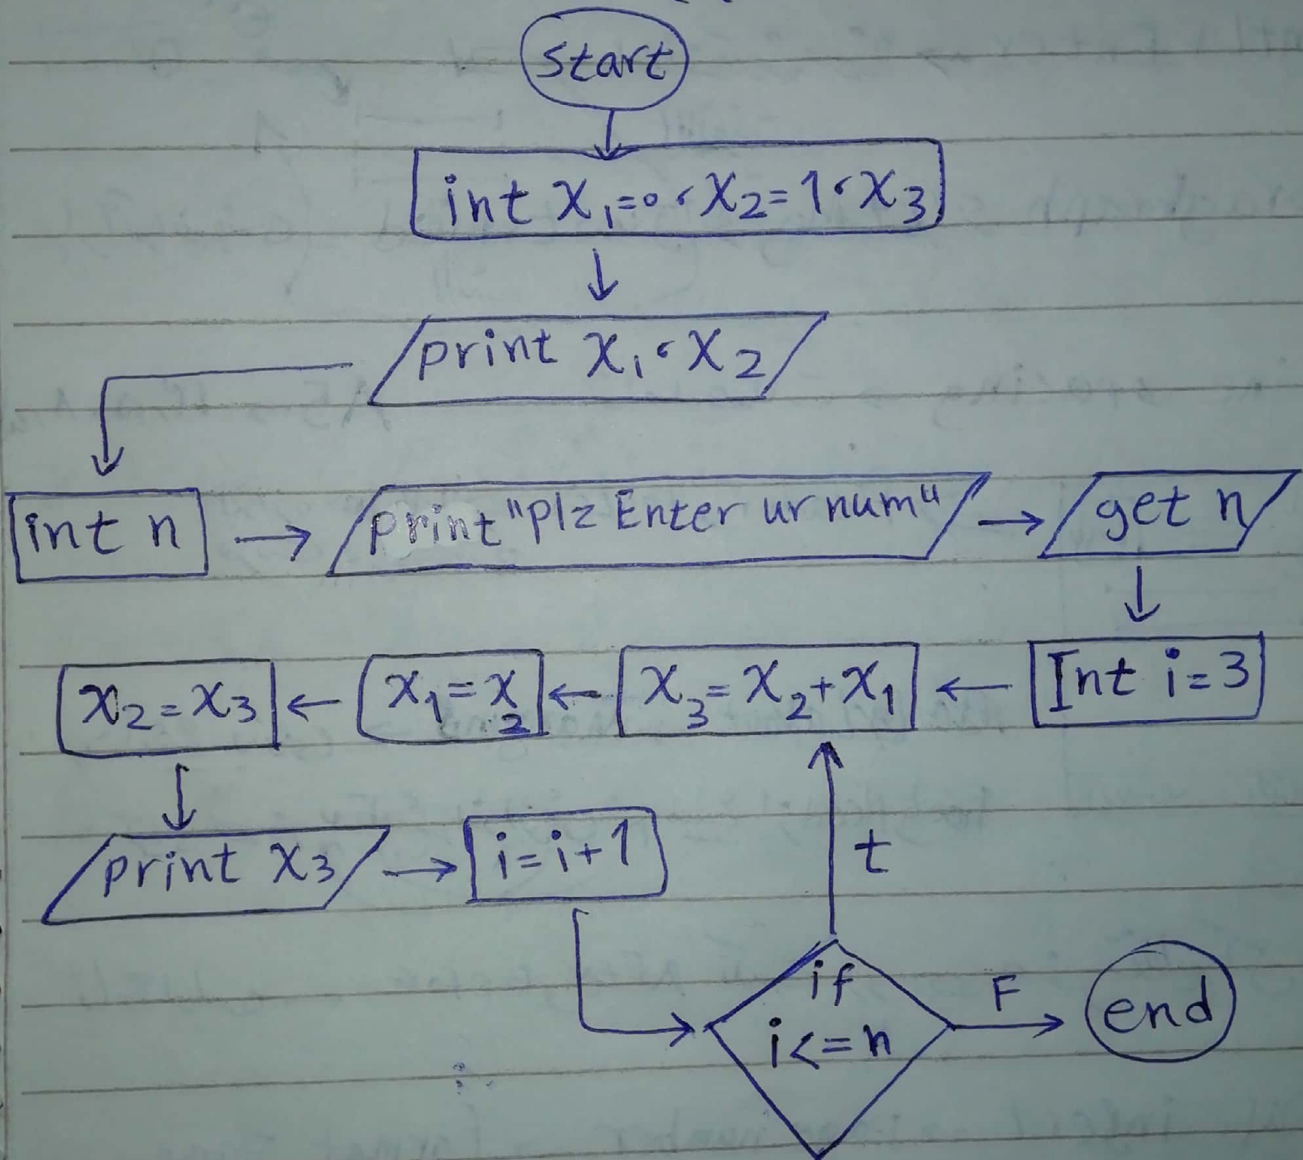 start
int x₁=0، x₂=1، x₃
print x₁، x₂
int n
print "plz Enter ur num"
get n
Int i=3
x₃=x₂+x₁
x₁=x₂
x₂=x₃
print x₃
i=i+1
t
if
i<=n
F
end